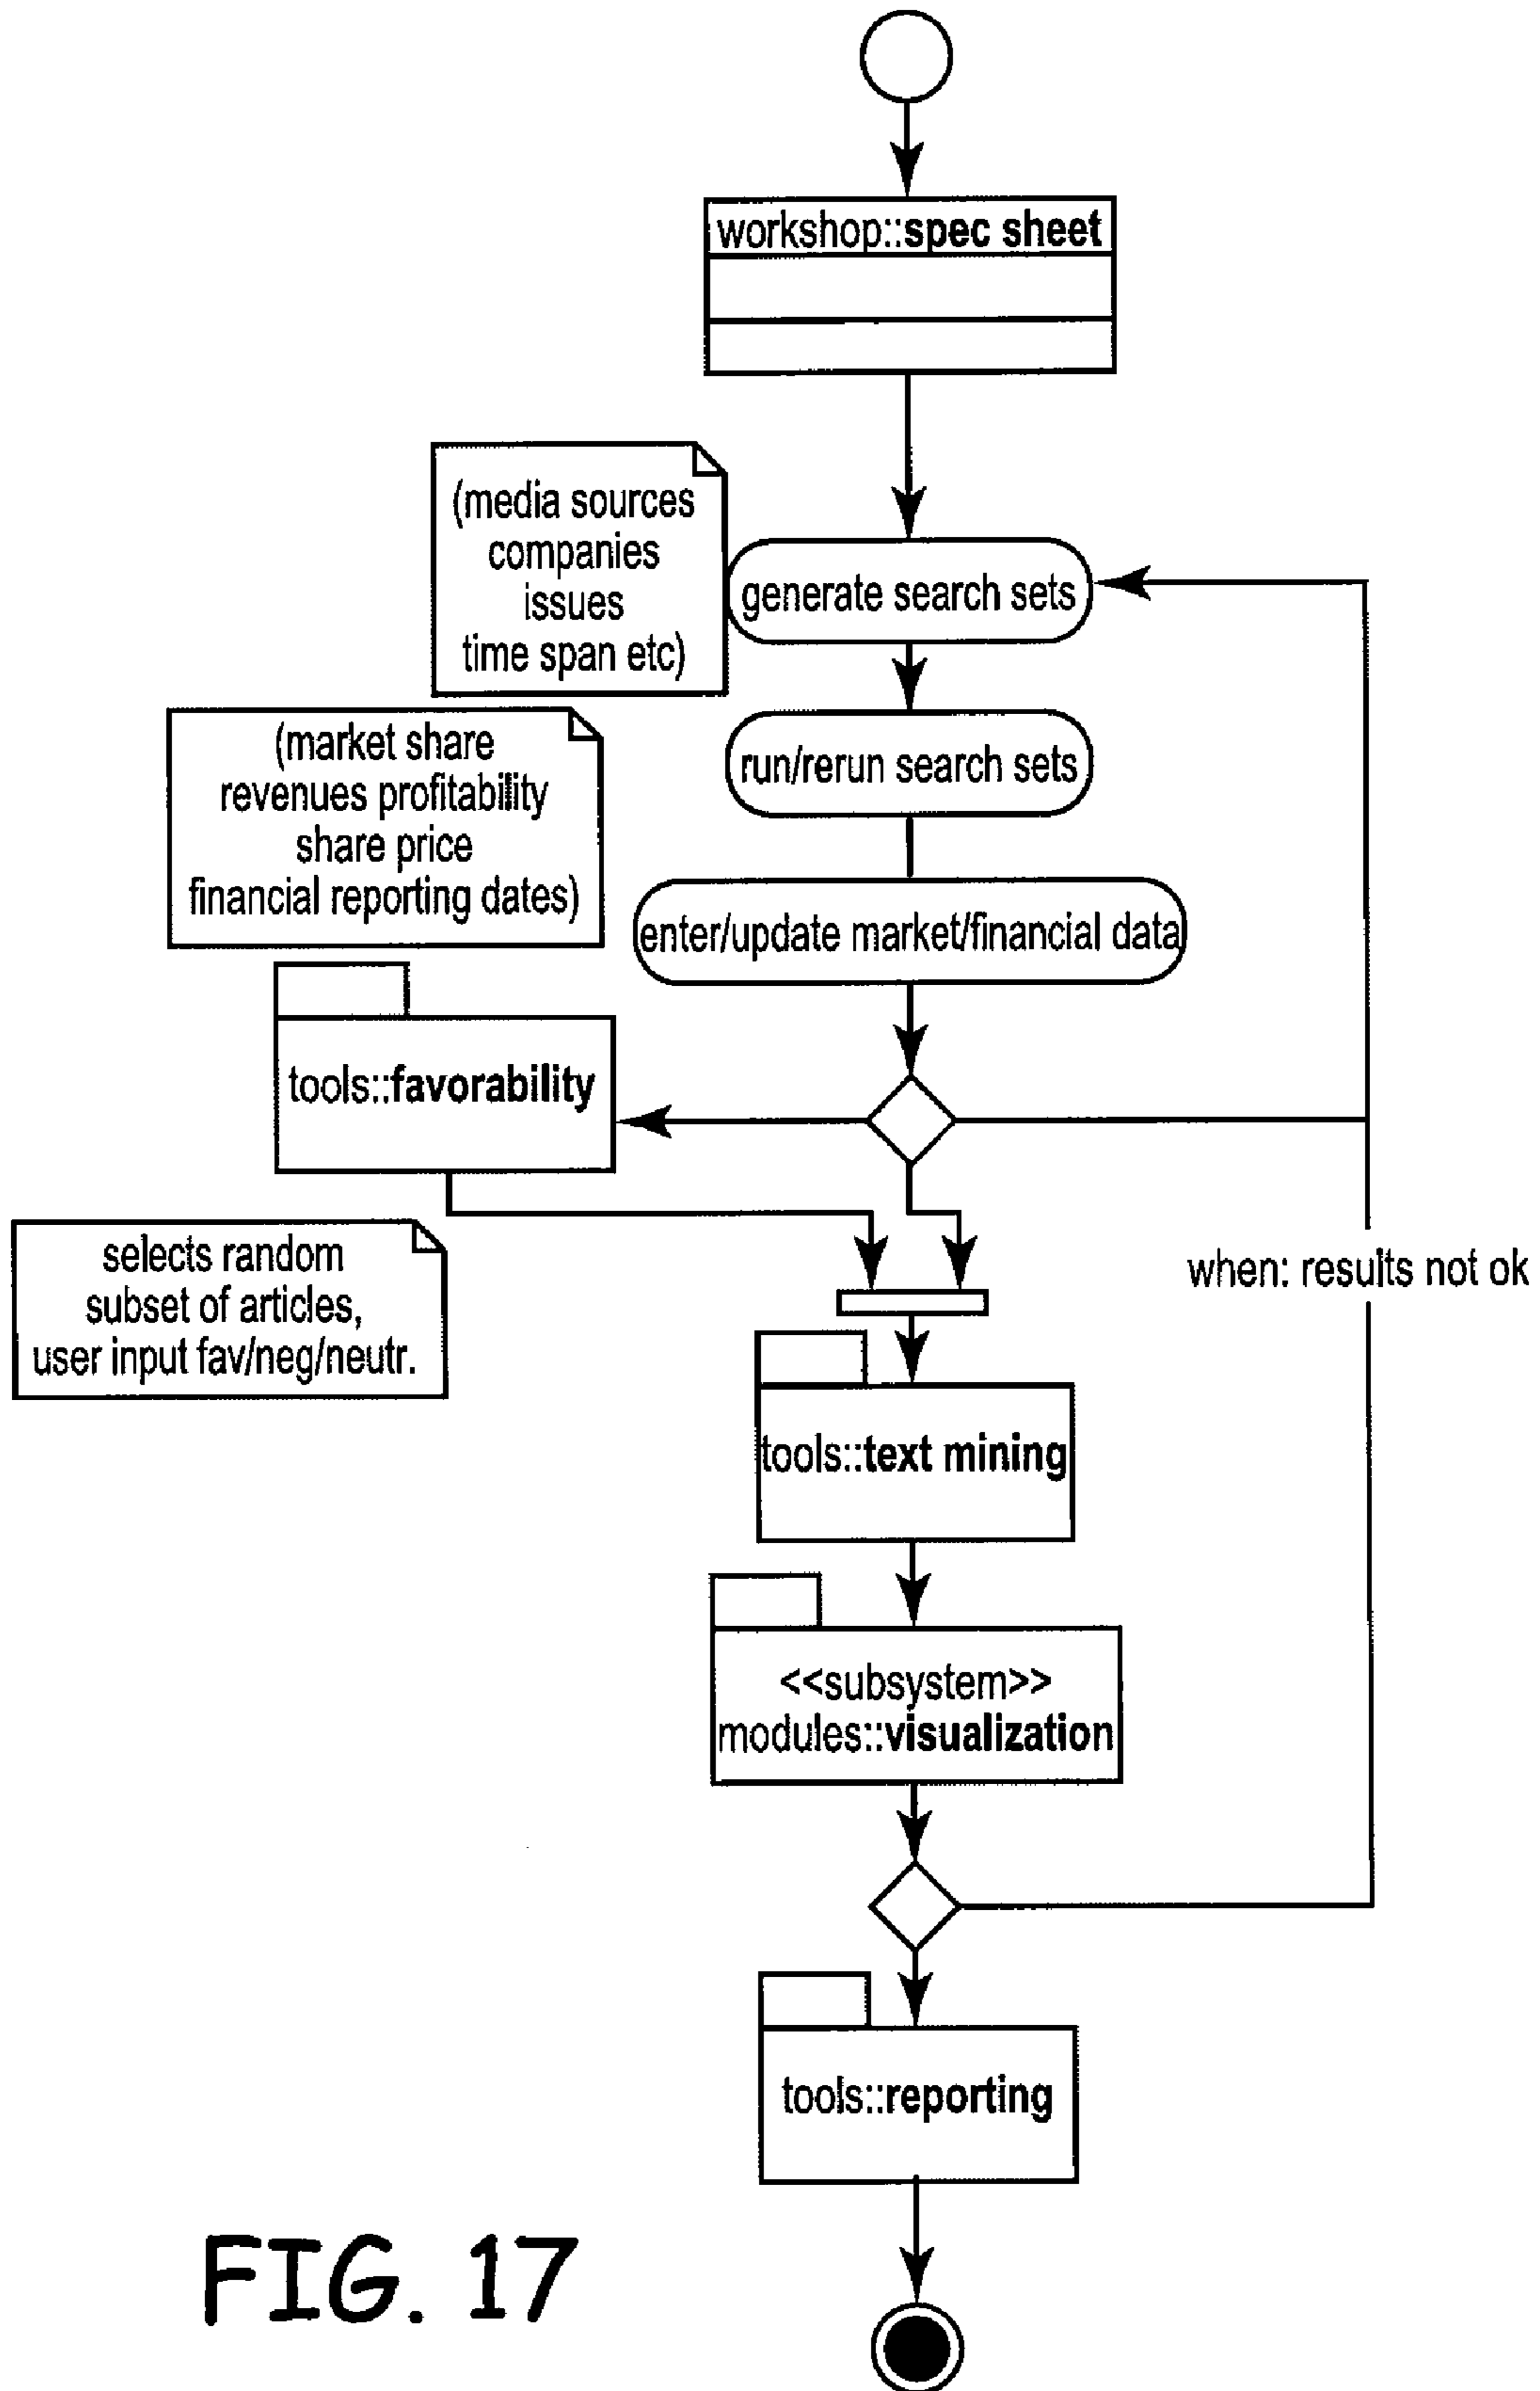 workshop::spec sheet
(media sources
companies
issues
time span etc)
generate search sets
(market share
revenues profitability
share price
financial reporting dates)
run/rerun search sets
enter/update market/financial data
tools::favorability
selects random
subset of articles,
user input fav/neg/neutr.
when: results not ok
tools::text mining
<<subsystem>>
modules::visualization
tools::reporting
FIG. 17